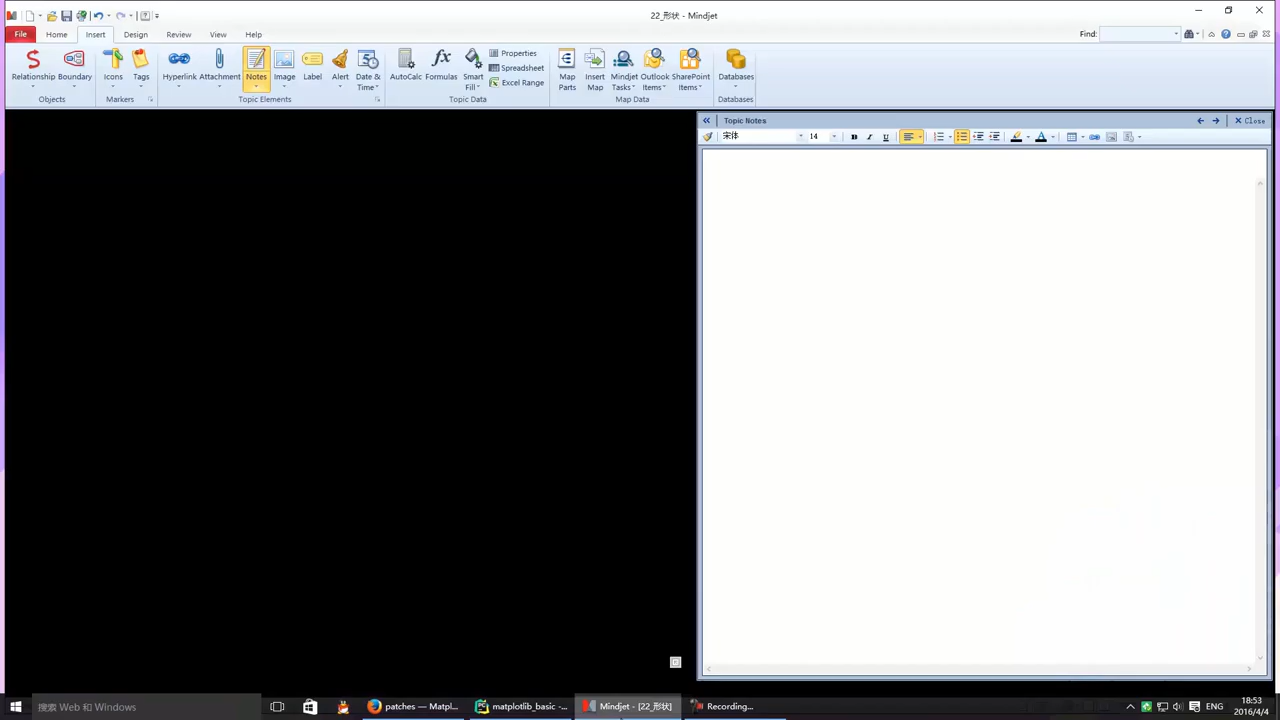 22_形状 - Mindjet
File Home Insert Design Review View Help Find:
Relationship Boundary Icons Tags Hyperlink Attachment Notes Image Label Alert Date & Time AutoCalc Formulas Smart Fill Properties Spreadsheet Excel Range Map Parts Insert Map Mindjet Tasks Outlook Items SharePoint Items Databases
Objects Markers Topic Elements Topic Data Map Data Databases
Topic Notes Close
宋体 14 B I U A
搜索 Web 和 Windows patches — Matpl... matplotlib_basic -... Mindjet - [22_形状] Recording... ENG 18:53
2016/4/4